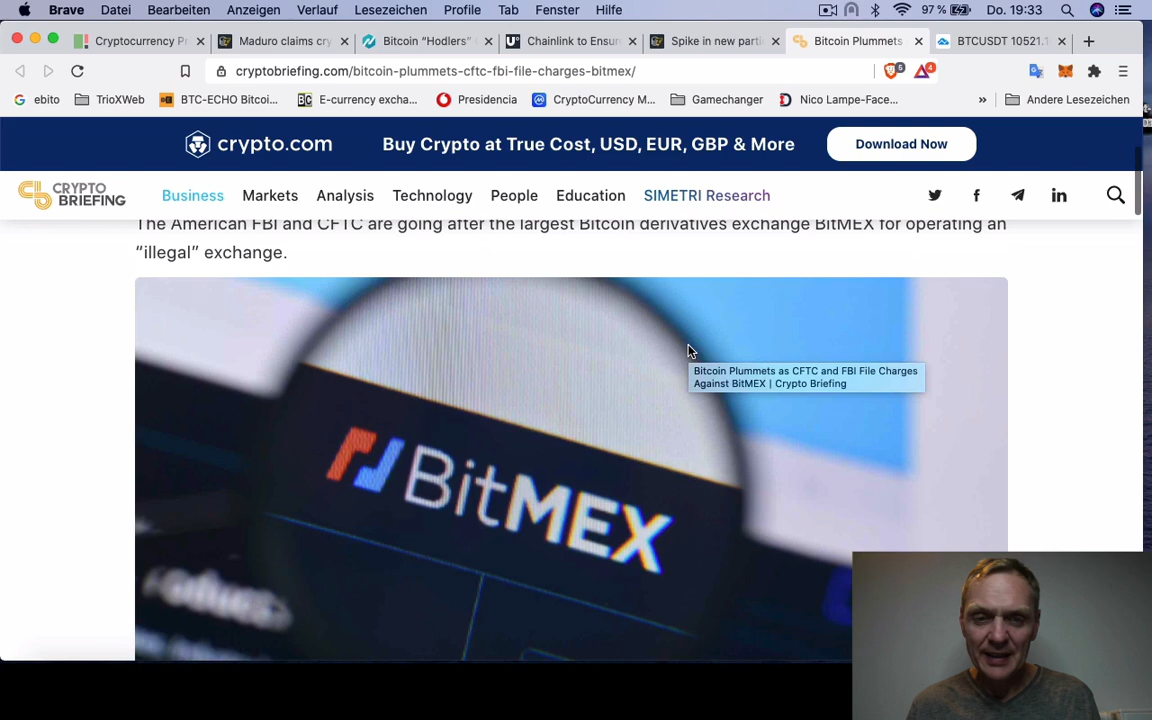 Brave Datei Bearbeiten Anzeigen Verlauf Lesezeichen Profile Tab Fenster Hilfe 97 % Do. 19:33
Cryptocurrency Pr Maduro claims cry Bitcoin “Hodlers” Chainlink to Ensur Spike in new parti Bitcoin Plummets BTCUSDT 10521.1
cryptobriefing.com/bitcoin-plummets-cftc-fbi-file-charges-bitmex/ 5 4
ebito TrioXWeb BTC-ECHO Bitcoi... E-currency excha... Presidencia CryptoCurrency M... Gamechanger Nico Lampe-Face... » Andere Lesezeichen
crypto.com Buy Crypto at True Cost, USD, EUR, GBP & More Download Now
CRYPTO BRIEFING Business Markets Analysis Technology People Education SIMETRI Research
The American FBI and CFTC are going after the largest Bitcoin derivatives exchange BitMEX for operating an
“illegal” exchange.
Bitcoin Plummets as CFTC and FBI File Charges
Against BitMEX | Crypto Briefing
BitMEX